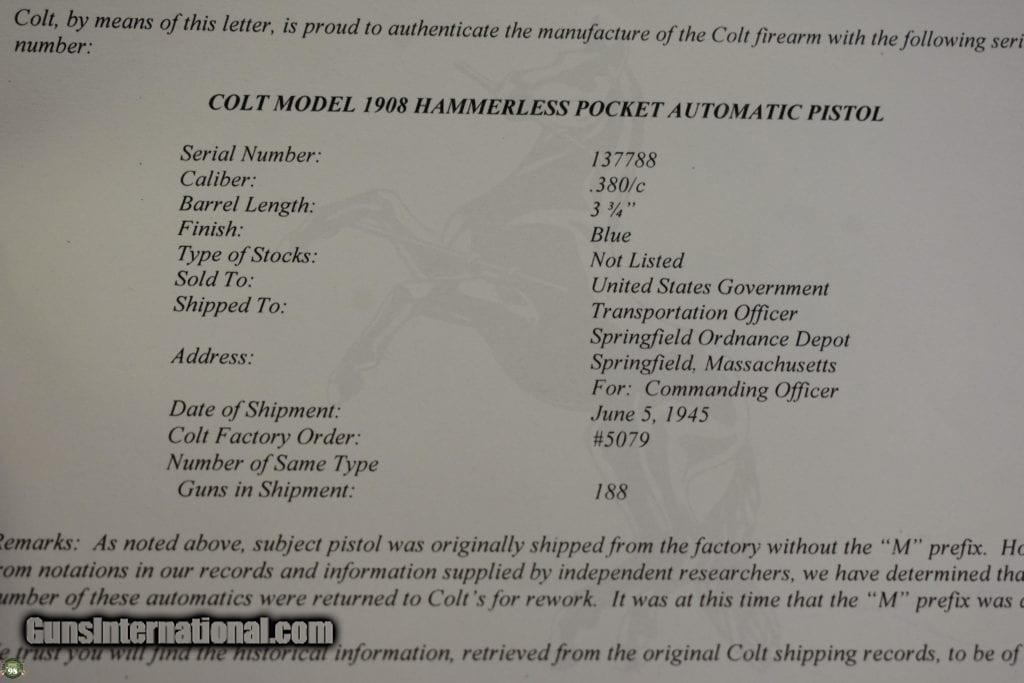 Colt, by means of this letter, is proud to authenticate the manufacture of the Colt firearm with the following seri
number:
COLT MODEL 1908 HAMMERLESS POCKET AUTOMATIC PISTOL
Serial Number: 137788
Caliber: .380/c
Barrel Length: 3 ¾"
Finish: Blue
Type of Stocks: Not Listed
Sold To: United States Government
Shipped To: Transportation Officer
Springfield Ordnance Depot
Address: Springfield, Massachusetts
For: Commanding Officer
Date of Shipment: June 5, 1945
Colt Factory Order: #5079
Number of Same Type
Guns in Shipment: 188
Remarks: As noted above, subject pistol was originally shipped from the factory without the "M" prefix. Ho
rom notations in our records and information supplied by independent researchers, we have determined tha
umber of these automatics were returned to Colt's for rework. It was at this time that the "M" prefix was
GunsInternational.com
e trust you will find the historical information, retrieved from the original Colt shipping records, to be of